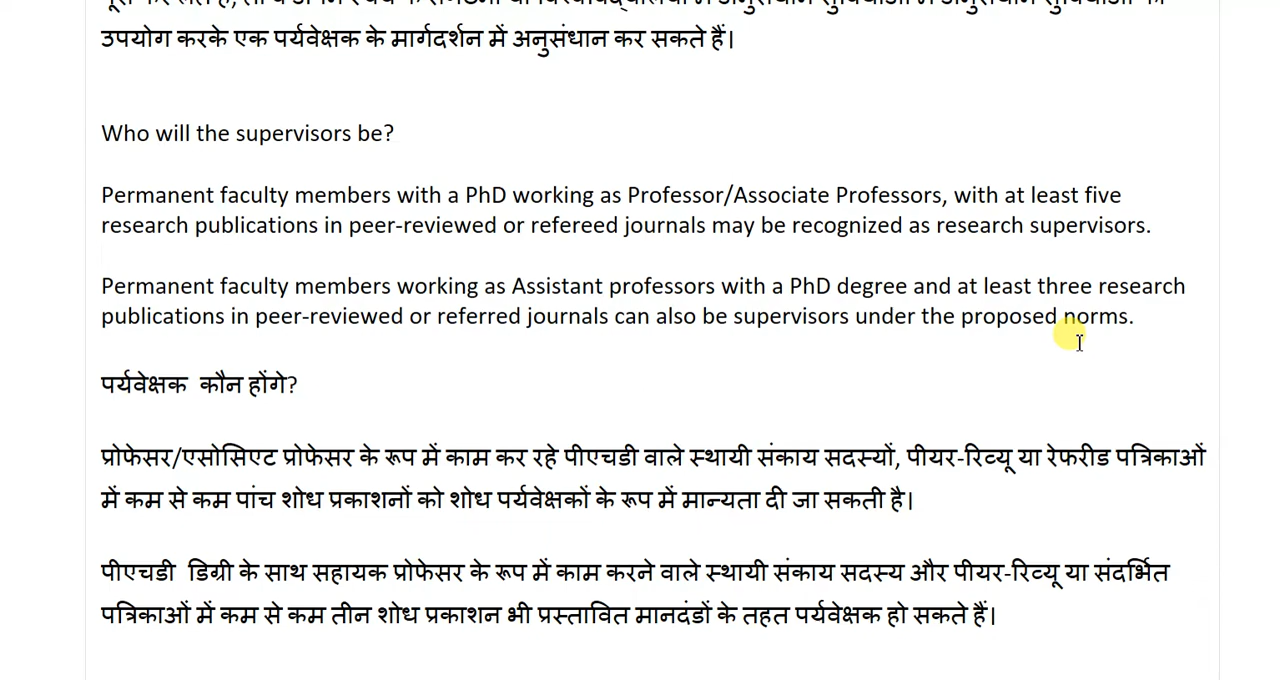 उपयोग करके एक पर्यवेक्षक के मार्गदर्शन में अनुसंधान कर सकते हैं।
Who will the supervisors be?
Permanent faculty members with a PhD working as Professor/Associate Professors, with at least five
research publications in peer-reviewed or refereed journals may be recognized as research supervisors.
Permanent faculty members working as Assistant professors with a PhD degree and at least three research
publications in peer-reviewed or referred journals can also be supervisors under the proposed norms.
पर्यवेक्षक कौन होंगे?
प्रोफेसर/एसोसिएट प्रोफेसर के रूप में काम कर रहे पीएचडी वाले स्थायी संकाय सदस्यों, पीयर-रिव्यू या रेफरीड पत्रिकाओं
में कम से कम पांच शोध प्रकाशनों को शोध पर्यवेक्षकों के रूप में मान्यता दी जा सकती है।
पीएचडी डिग्री के साथ सहायक प्रोफेसर के रूप में काम करने वाले स्थायी संकाय सदस्य और पीयर-रिव्यू या संदर्भित
पत्रिकाओं में कम से कम तीन शोध प्रकाशन भी प्रस्तावित मानदंडों के तहत पर्यवेक्षक हो सकते हैं।